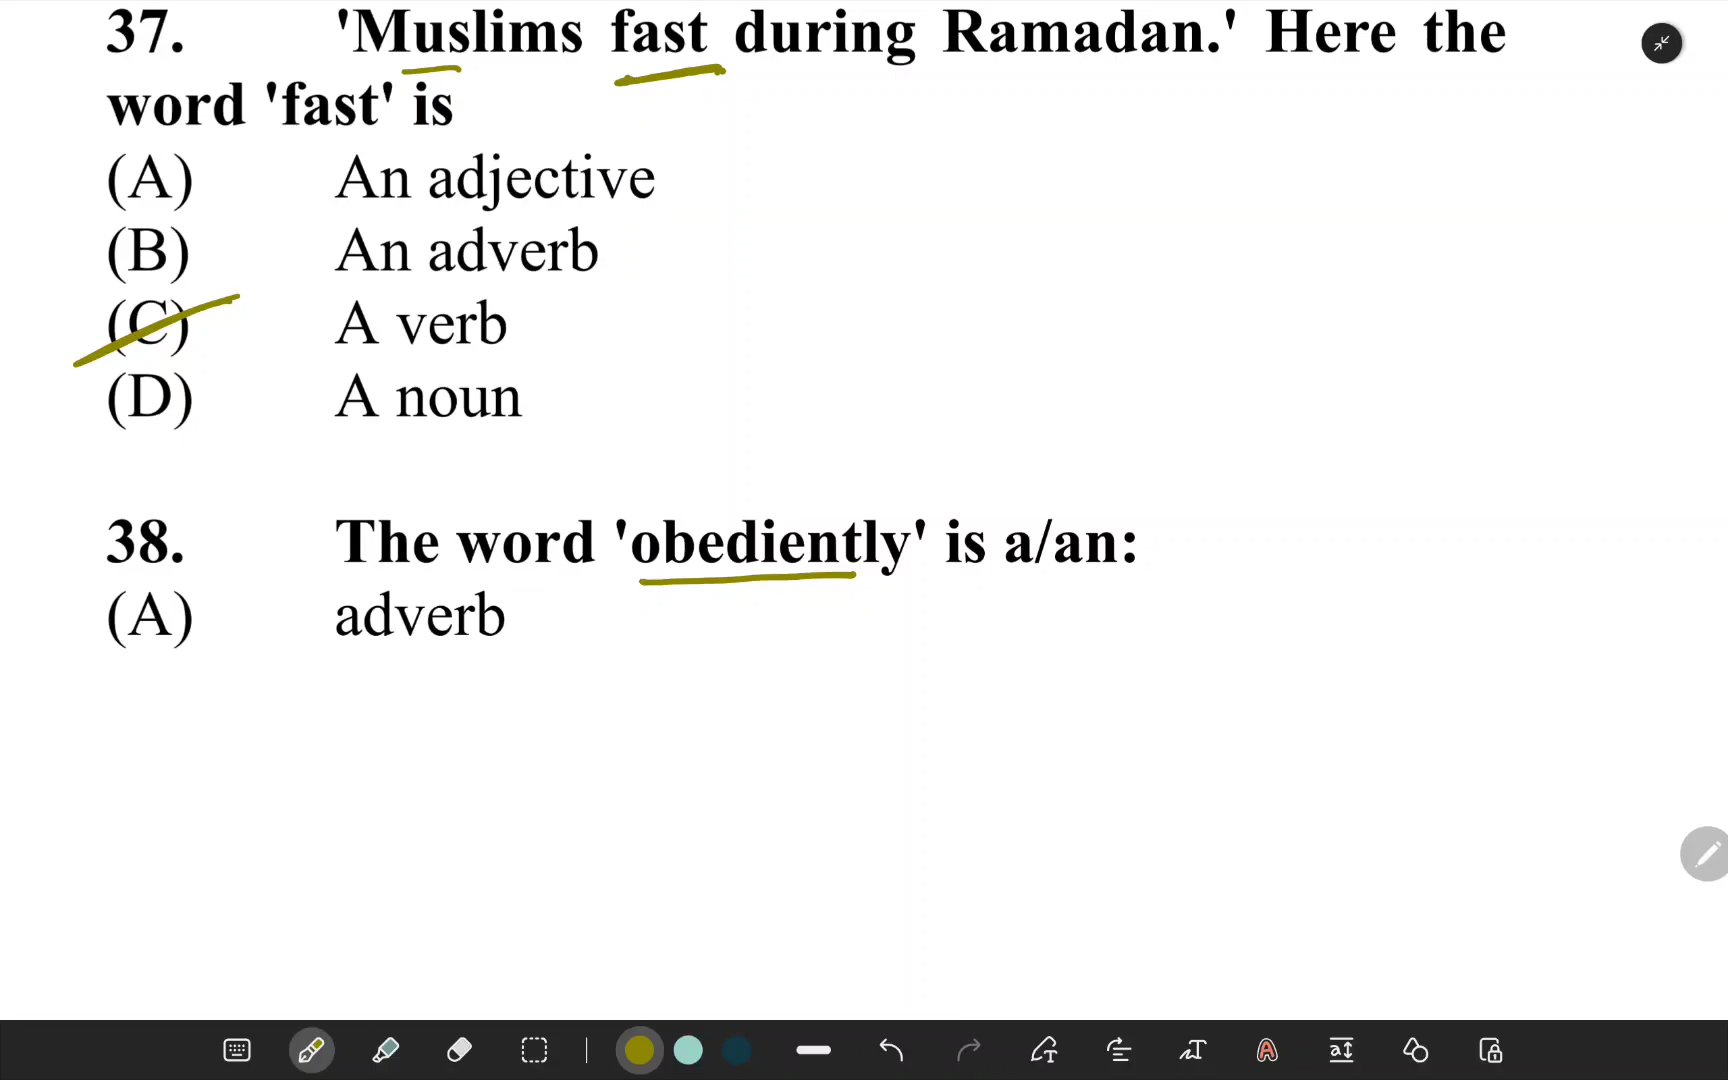 37. 'Muslims fast during Ramadan.' Here the
word 'fast' is
(A) An adjective
(B) An adverb
(C) A verb
(D) A noun
38. The word 'obediently' is a/an:
(A) adverb